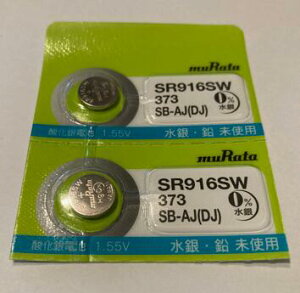 muRata
SR916SW
373
SB-AJ(DJ)
0%
水銀
酸化銀電池 1.55V
水銀・鉛 未使用
muRata
SR916SW
373
SB-AJ(DJ)
0%
水銀
酸化銀電池 1.55V
水銀・鉛 未使用